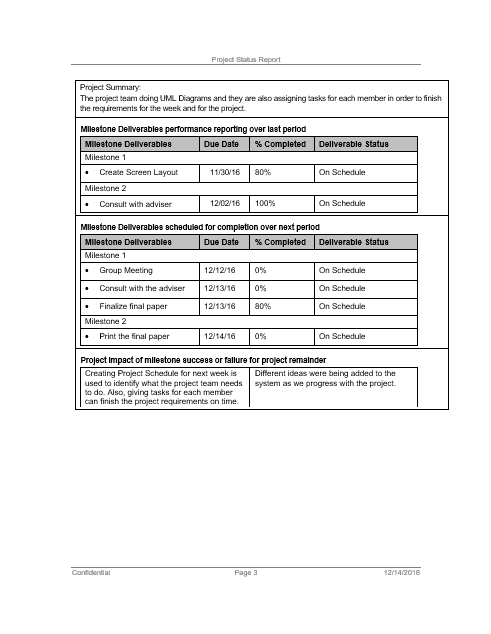 Project Status Report
Project Summary:
The project team doing UML Diagrams and they are also assigning tasks for each member in order to finish
the requirements for the week and for the project.
Milestone Deliverables performance reporting over last period
Milestone Deliverables Due Date % Completed Deliverable Status
Milestone 1
• Create Screen Layout 11/30/16 80% On Schedule
Milestone 2
• Consult with adviser 12/02/16 100% On Schedule
Milestone Deliverables scheduled for completion over next period
Milestone Deliverables Due Date % Completed Deliverable Status
Milestone 1
• Group Meeting 12/12/16 0% On Schedule
• Consult with the adviser 12/13/16 0% On Schedule
• Finalize final paper 12/13/16 80% On Schedule
Milestone 2
• Print the final paper 12/14/16 0% On Schedule
Project impact of milestone success or failure for project remainder
Creating Project Schedule for next week is
used to identify what the project team needs
to do. Also, giving tasks for each member
can finish the project requirements on time.
Different ideas were being added to the
system as we progress with the project.
Confidential Page 3 12/14/2016